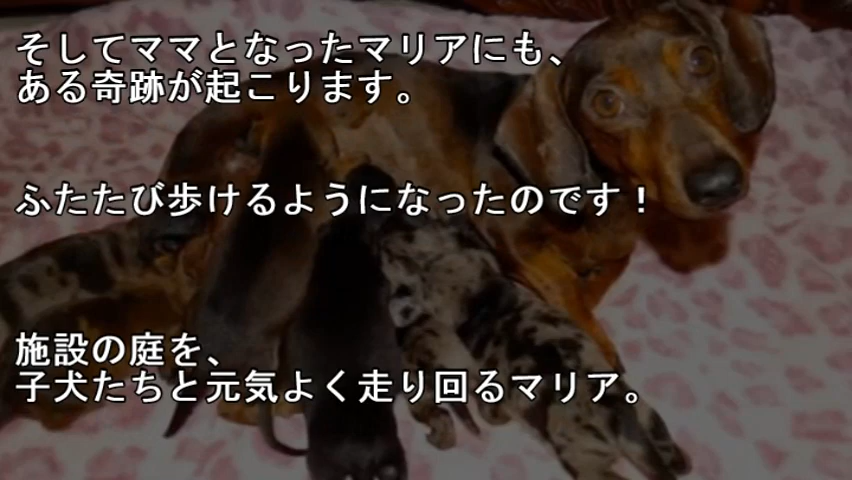 そしてママとなったマリアにも、
ある奇跡が起こります。
ふたたび歩けるようになったのです！
施設の庭を、
子犬たちと元気よく走り回るマリア。